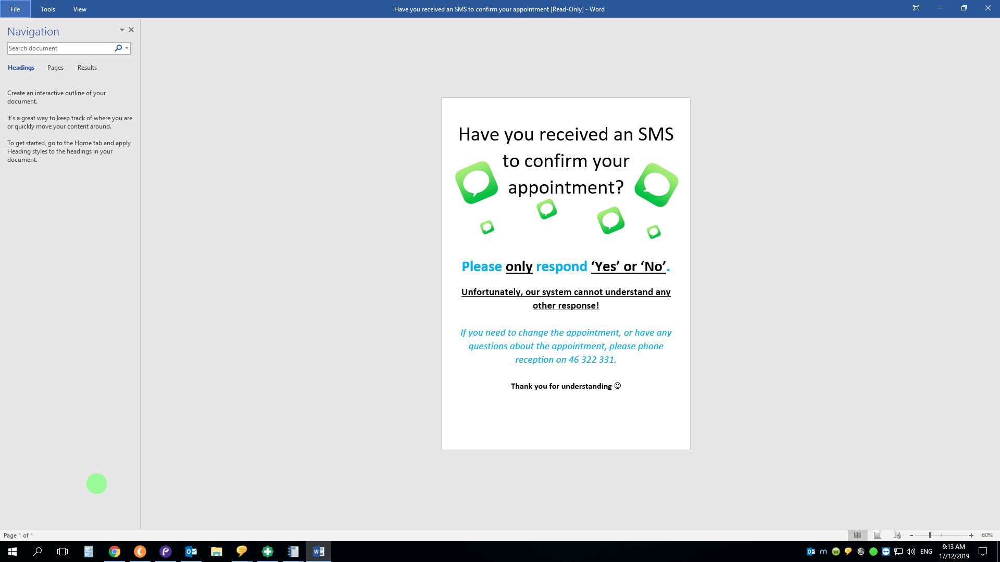 File Tools View
Have you received an SMS to confirm your appointment [Read-Only] - Word
Navigation
Search document
Headings Pages Results
Create an interactive outline of your
document.
It's a great way to keep track of where you are
or quickly move your content around.
To get started, go to the Home tab and apply
Heading styles to the headings in your
document.
Have you received an SMS
to confirm your
appointment?
Please only respond ‘Yes’ or ‘No’.
Unfortunately, our system cannot understand any
other response!
If you need to change the appointment, or have any
questions about the appointment, please phone
reception on 46 322 331.
Thank you for understanding ☺
Page 1 of 1
60%
ENG
9:13 AM
17/12/2019